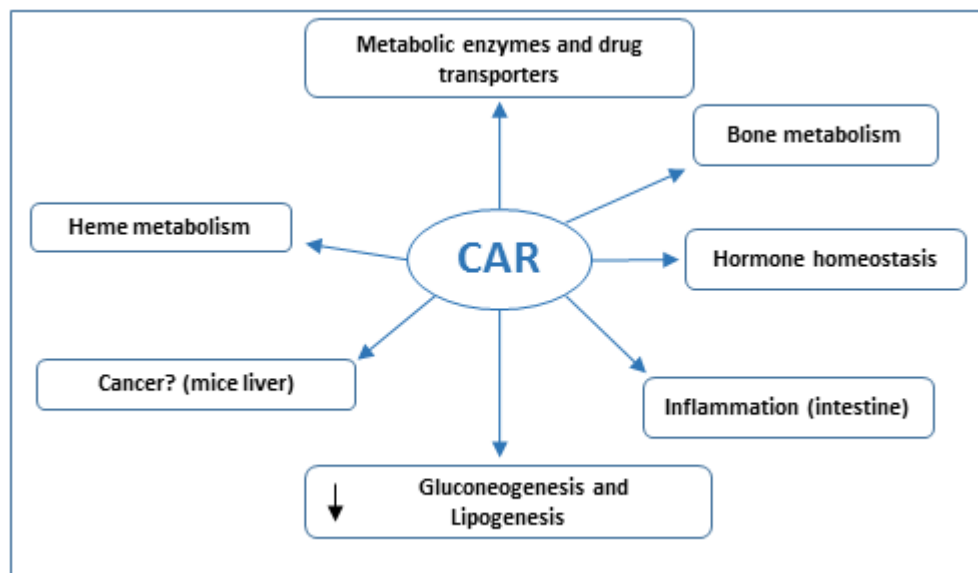 Metabolic enzymes and drug
transporters
Bone metabolism
Heme metabolism
CAR
Hormone homeostasis
Cancer? (mice liver)
Inflammation (intestine)
Gluconeogenesis and
Lipogenesis